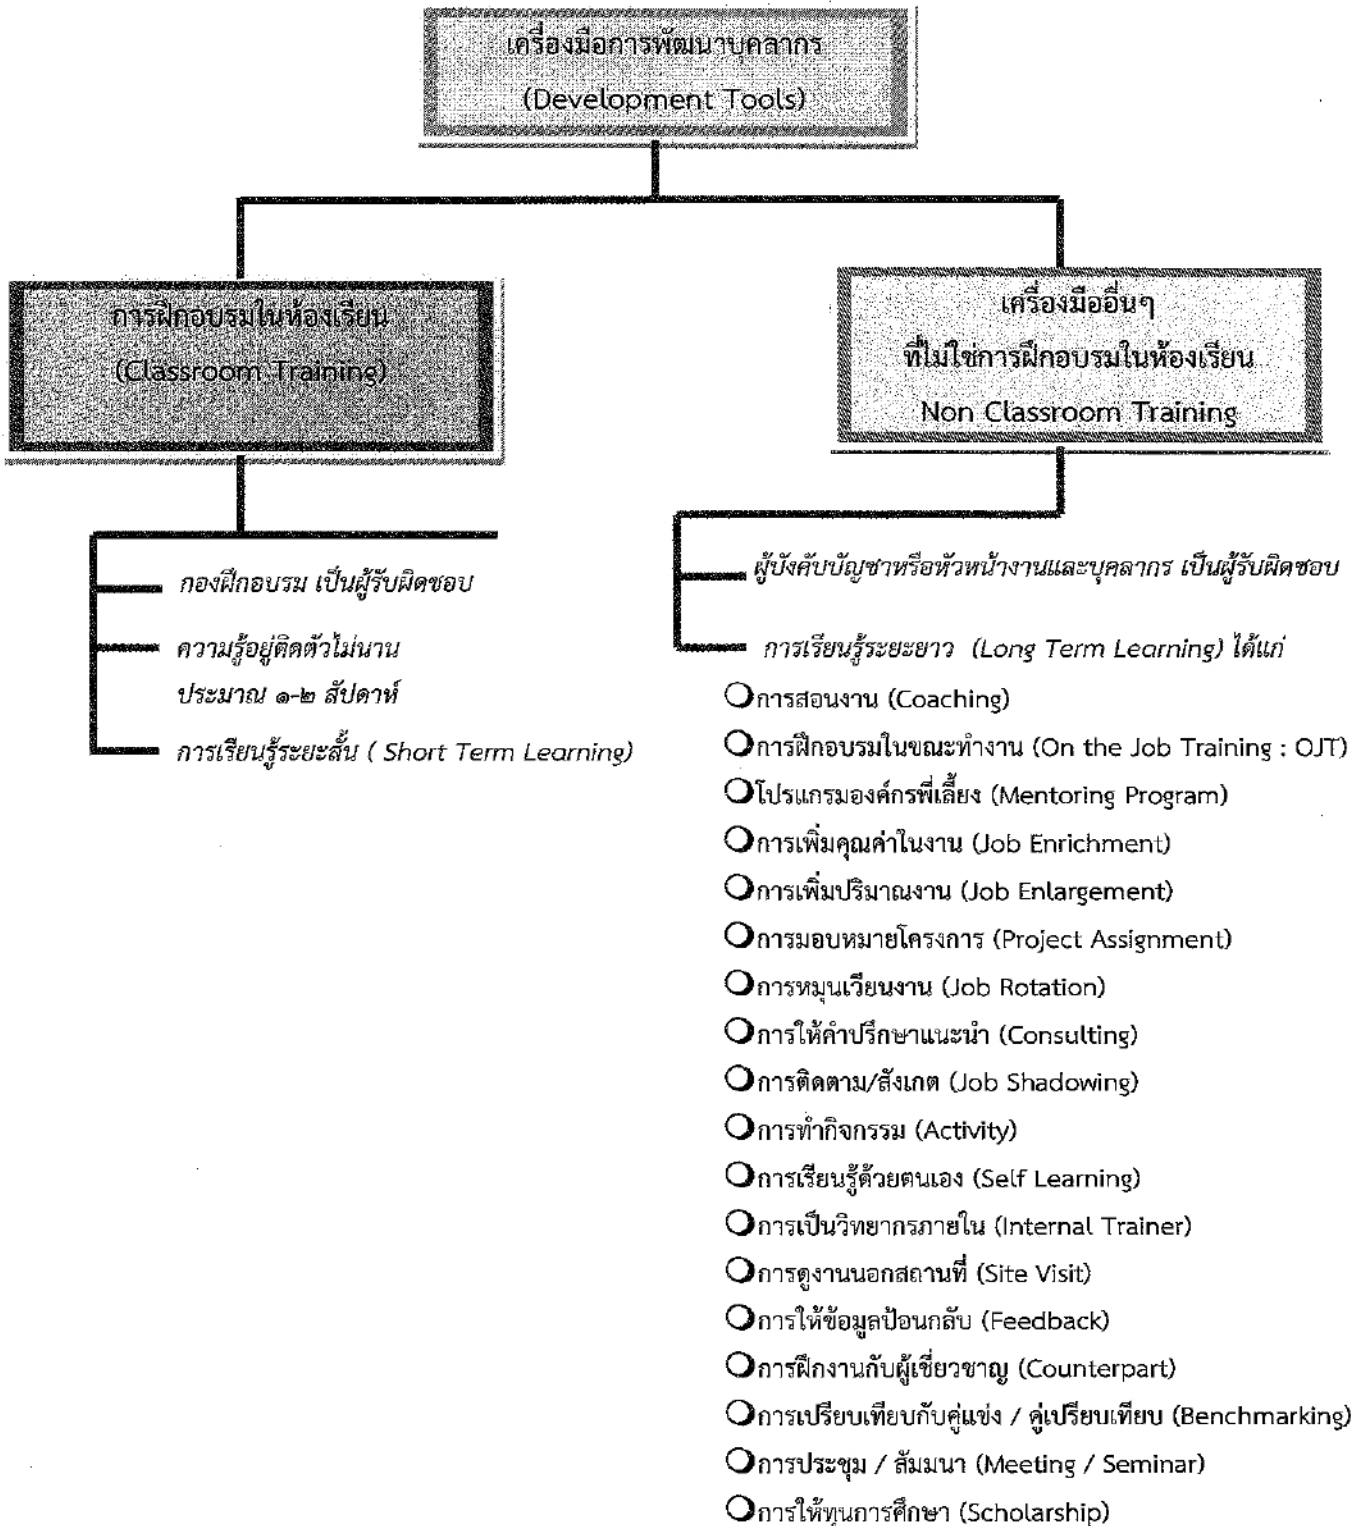 เครื่องมือการพัฒนาบุคลากร
(Development Tools)
การฝึกอบรมในห้องเรียน
(Classroom Training)
เครื่องมืออื่นๆ
ที่ไม่ใช่การฝึกอบรมในห้องเรียน
Non Classroom Training
กองฝึกอบรม เป็นผู้รับผิดชอบ
ความรู้อยู่ติดตัวไม่นาน
ประมาณ ๑-๒ สัปดาห์
การเรียนรู้ระยะสั้น ( Short Term Learning)
ผู้บังคับบัญชาหรือหัวหน้างานและบุคลากร เป็นผู้รับผิดชอบ
การเรียนรู้ระยะยาว (Long Term Learning) ได้แก่
การสอนงาน (Coaching)
การฝึกอบรมในขณะทำงาน (On the Job Training : OJT)
โปรแกรมองค์กรพี่เลี้ยง (Mentoring Program)
การเพิ่มคุณค่าในงาน (Job Enrichment)
การเพิ่มปริมาณงาน (Job Enlargement)
การมอบหมายโครงการ (Project Assignment)
การหมุนเวียนงาน (Job Rotation)
การให้คำปรึกษาแนะนำ (Consulting)
การติดตาม/สังเกต (Job Shadowing)
การทำกิจกรรม (Activity)
การเรียนรู้ด้วยตนเอง (Self Learning)
การเป็นวิทยากรภายใน (Internal Trainer)
การดูงานนอกสถานที่ (Site Visit)
การให้ข้อมูลป้อนกลับ (Feedback)
การฝึกงานกับผู้เชี่ยวชาญ (Counterpart)
การเปรียบเทียบกับคู่แข่ง / คู่เปรียบเทียบ (Benchmarking)
การประชุม / สัมมนา (Meeting / Seminar)
การให้ทุนการศึกษา (Scholarship)